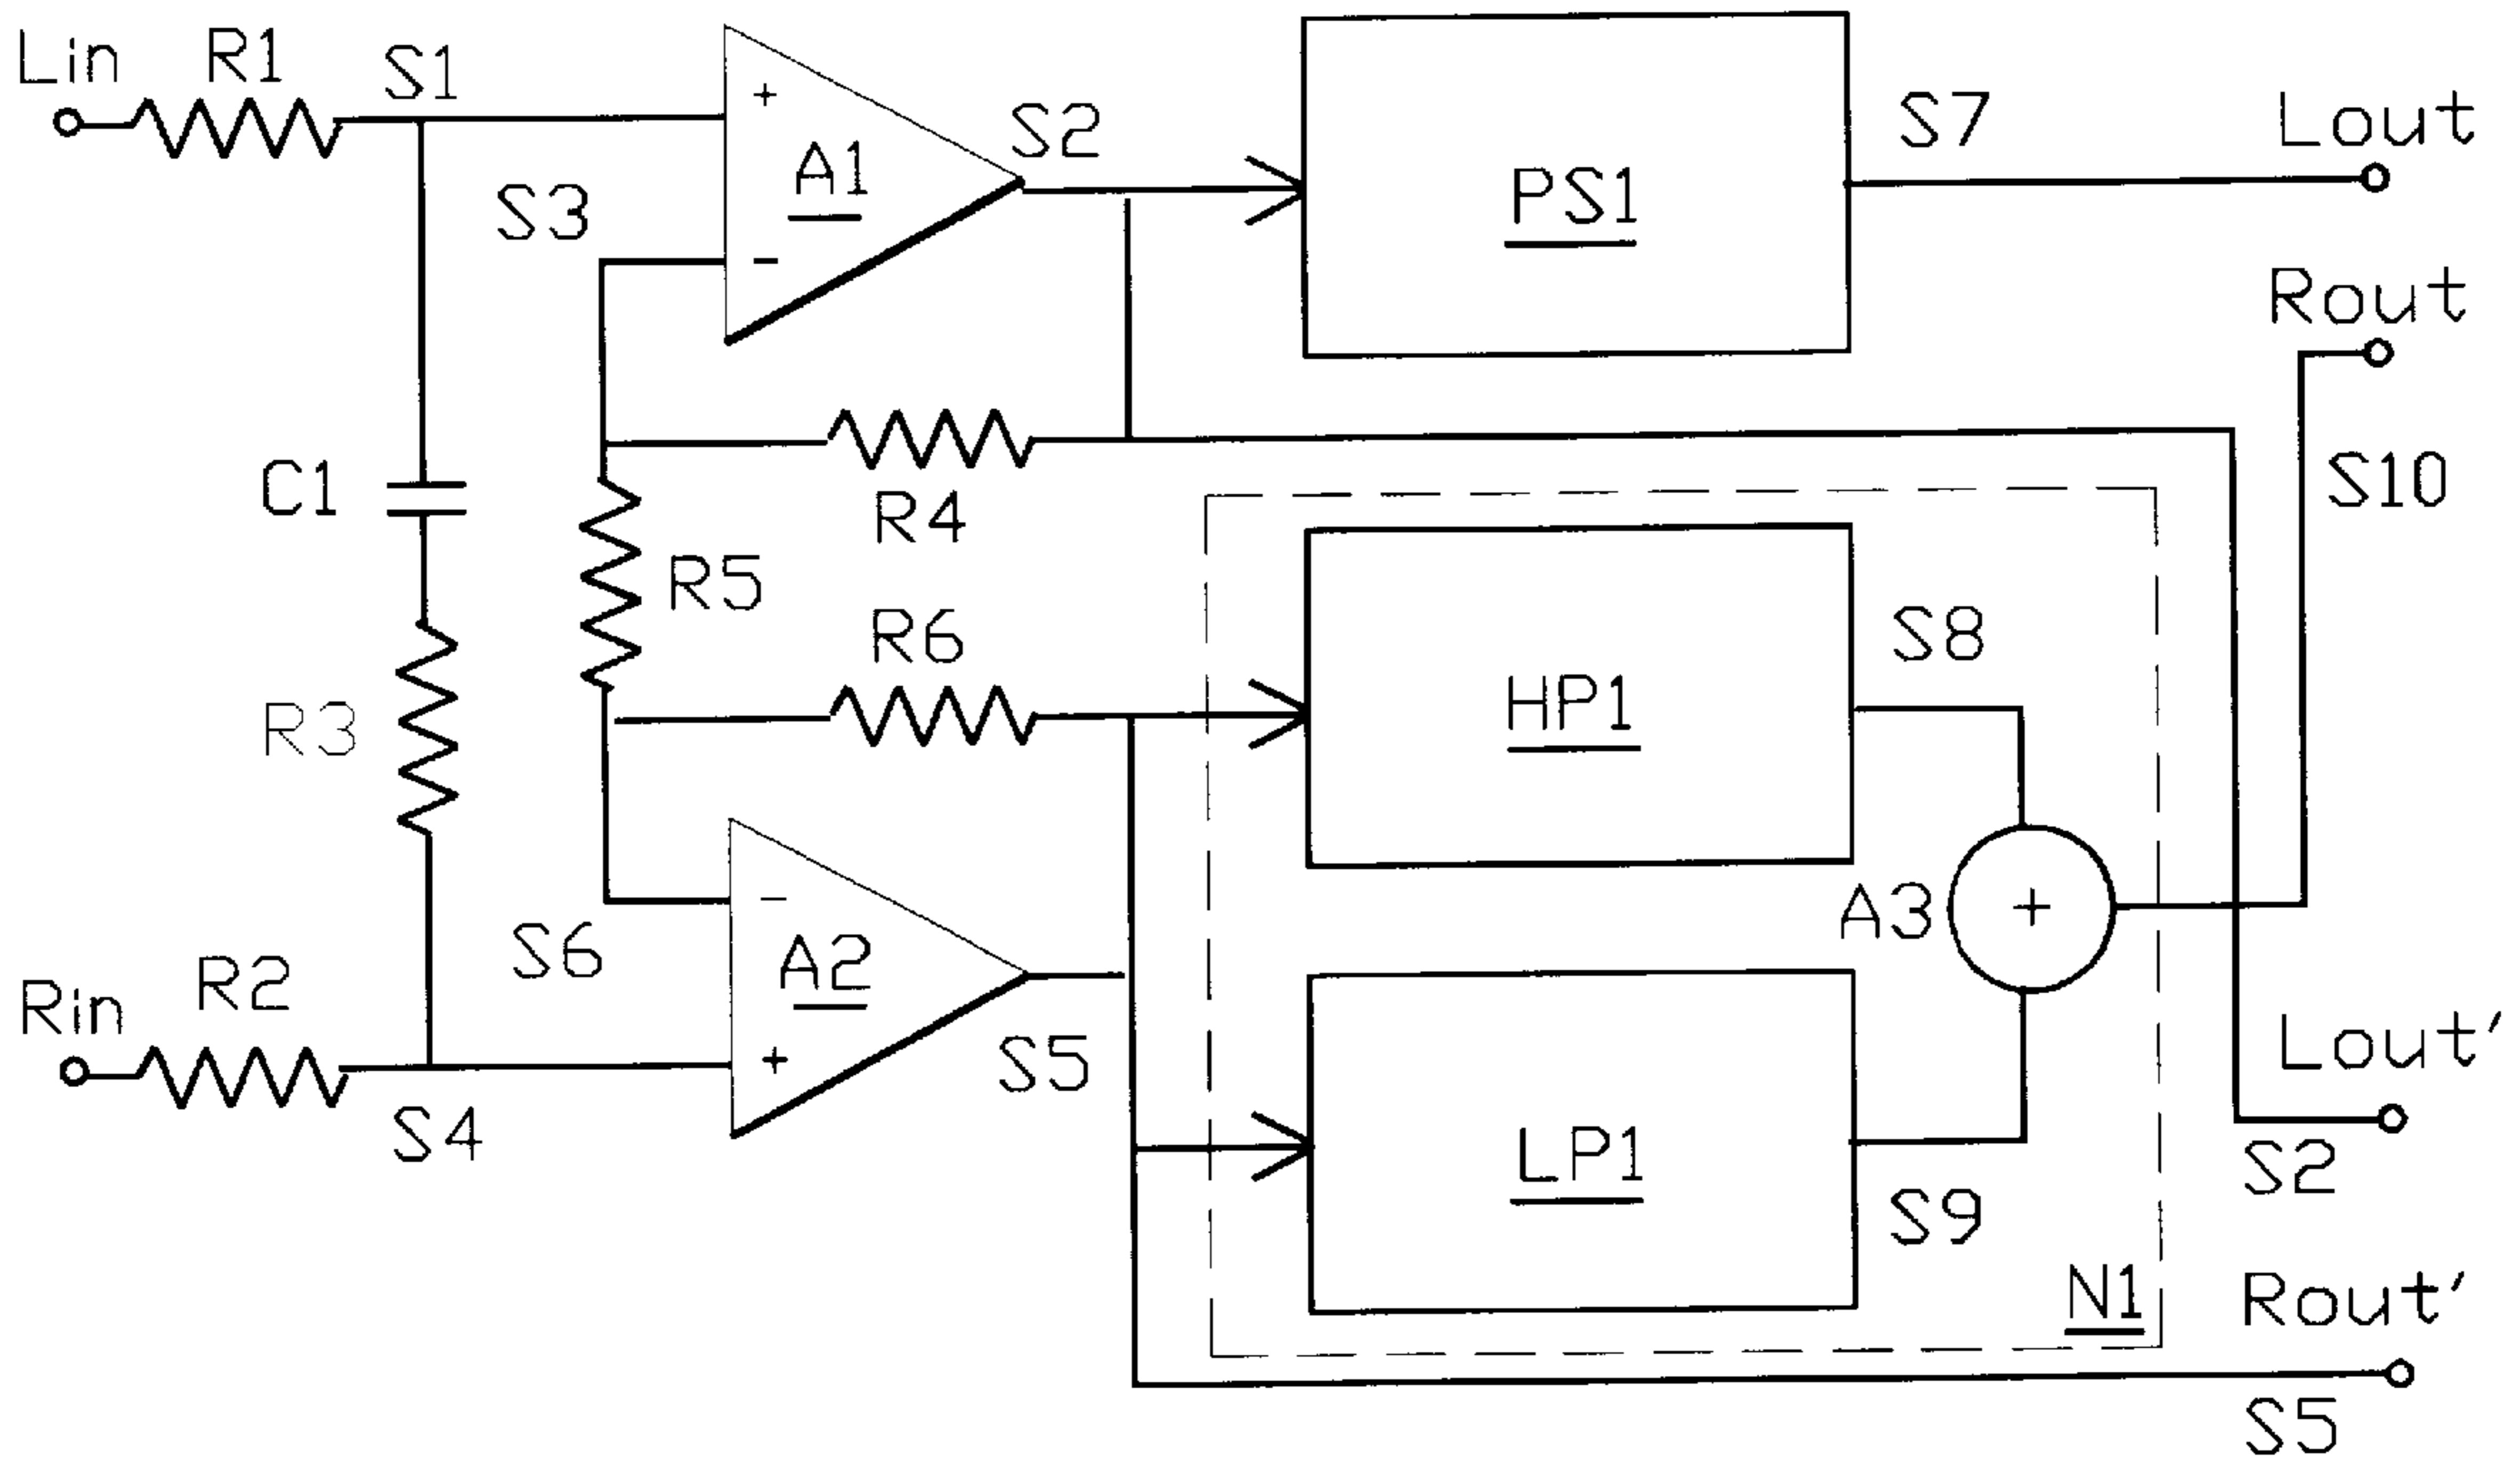 Lin
R1
S1
+
A1
-
S2
S3
PS1
S7
Lout
Rout
S10
C1
R4
R5
R6
R3
HP1
S8
A3
+
Rin
R2
S4
S6
-
A2
+
S5
LP1
S9
N1
Lout'
S2
Rout'
S5